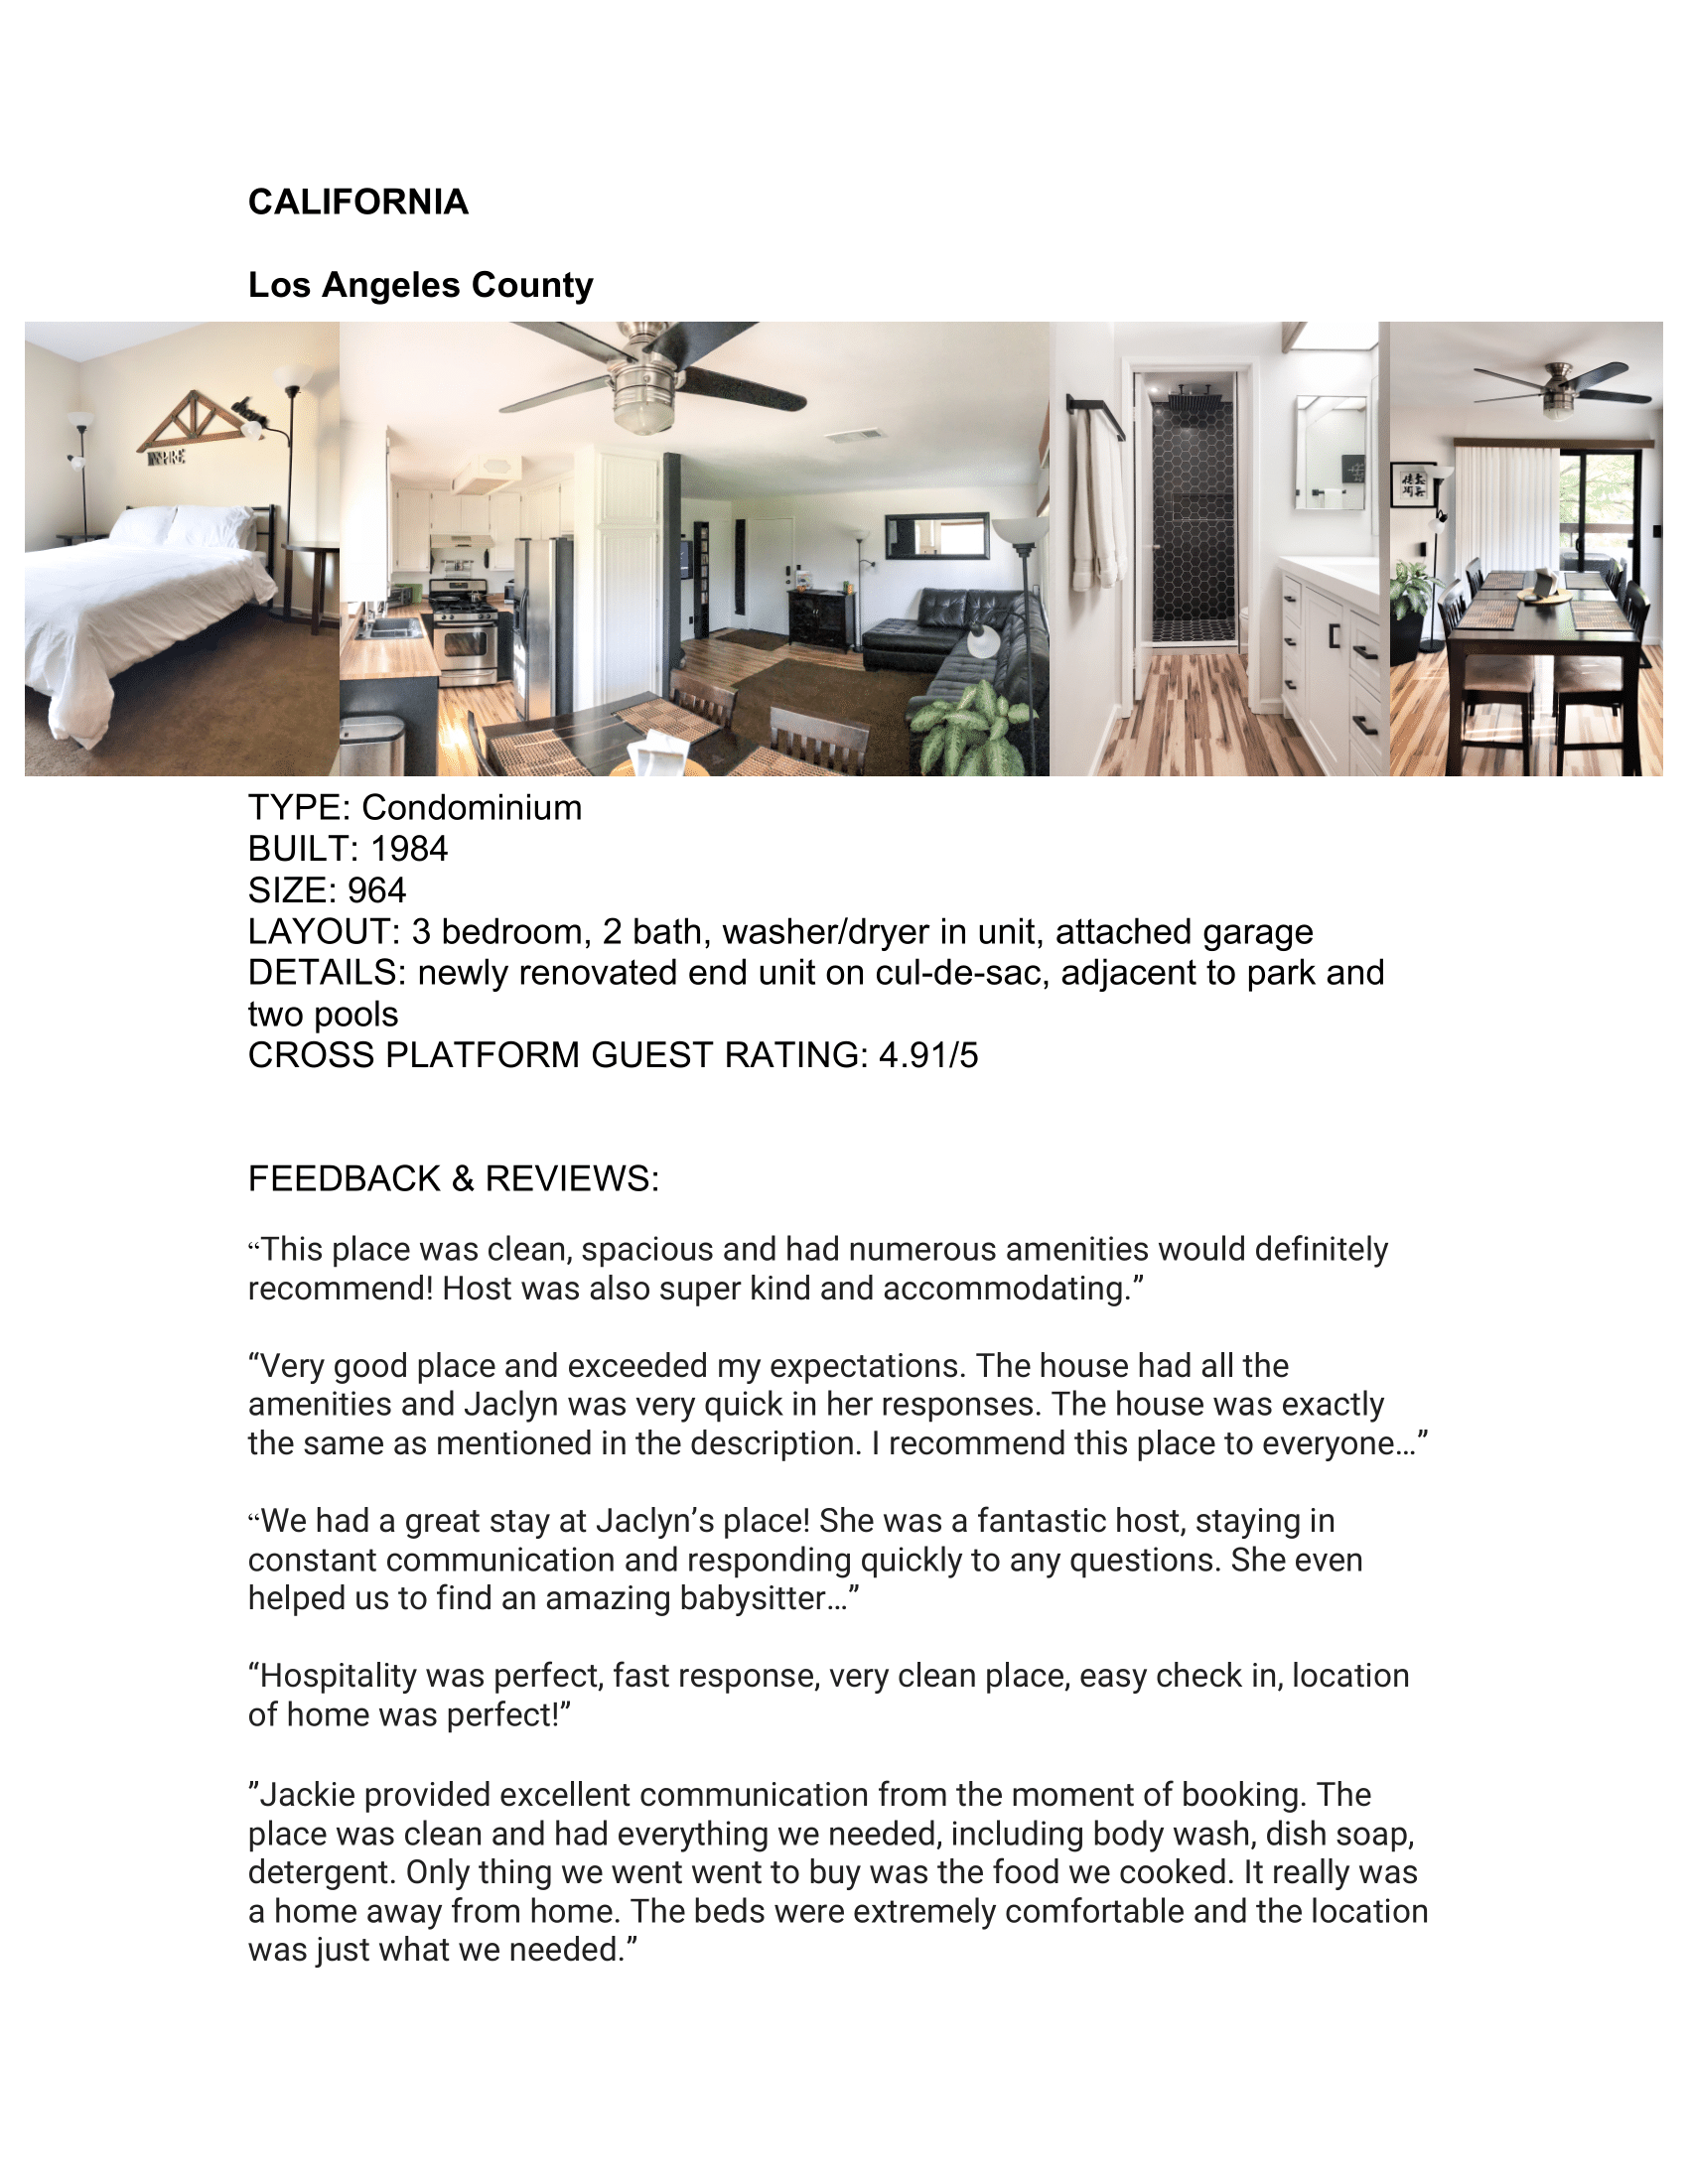 CALIFORNIA
Los Angeles County
INSPIRE
TYPE: Condominium
BUILT: 1984
SIZE: 964
LAYOUT: 3 bedroom, 2 bath, washer/dryer in unit, attached garage
DETAILS: newly renovated end unit on cul-de-sac, adjacent to park and
two pools
CROSS PLATFORM GUEST RATING: 4.91/5
FEEDBACK & REVIEWS:
“This place was clean, spacious and had numerous amenities would definitely
recommend! Host was also super kind and accommodating.”
“Very good place and exceeded my expectations. The house had all the
amenities and Jaclyn was very quick in her responses. The house was exactly
the same as mentioned in the description. I recommend this place to everyone…”
“We had a great stay at Jaclyn’s place! She was a fantastic host, staying in
constant communication and responding quickly to any questions. She even
helped us to find an amazing babysitter…”
“Hospitality was perfect, fast response, very clean place, easy check in, location
of home was perfect!”
”Jackie provided excellent communication from the moment of booking. The
place was clean and had everything we needed, including body wash, dish soap,
detergent. Only thing we went went to buy was the food we cooked. It really was
a home away from home. The beds were extremely comfortable and the location
was just what we needed.”